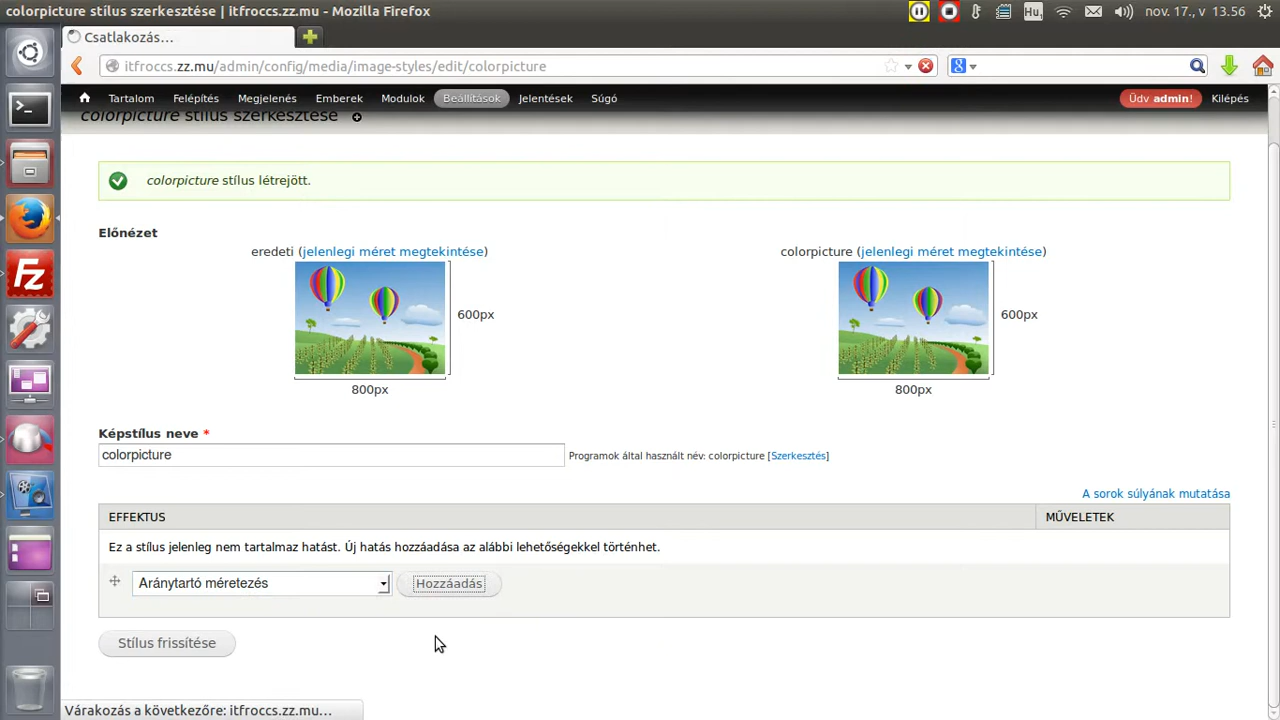 colorpicture stílus szerkesztése | itfroccs.zz.mu - Mozilla Firefox
Hu,
nov. 17., v 13.56
Csatlakozás…
itfroccs.zz.mu/admin/config/media/image-styles/edit/colorpicture
Tartalom Felépítés Megjelenés Emberek Modulok Beállítások Jelentések Súgó Üdv admin! Kilépés
colorpicture stílus szerkesztése
colorpicture stílus létrejött.
Előnézet
eredeti (jelenlegi méret megtekintése)
600px
800px
colorpicture (jelenlegi méret megtekintése)
600px
800px
Képstílus neve *
colorpicture Programok által használt név: colorpicture [Szerkesztés]
A sorok súlyának mutatása
EFFEKTUS MŰVELETEK
Ez a stílus jelenleg nem tartalmaz hatást. Új hatás hozzáadása az alábbi lehetőségekkel történhet.
Aránytartó méretezés Hozzáadás
Stílus frissítése
Várakozás a következőre: itfroccs.zz.mu…